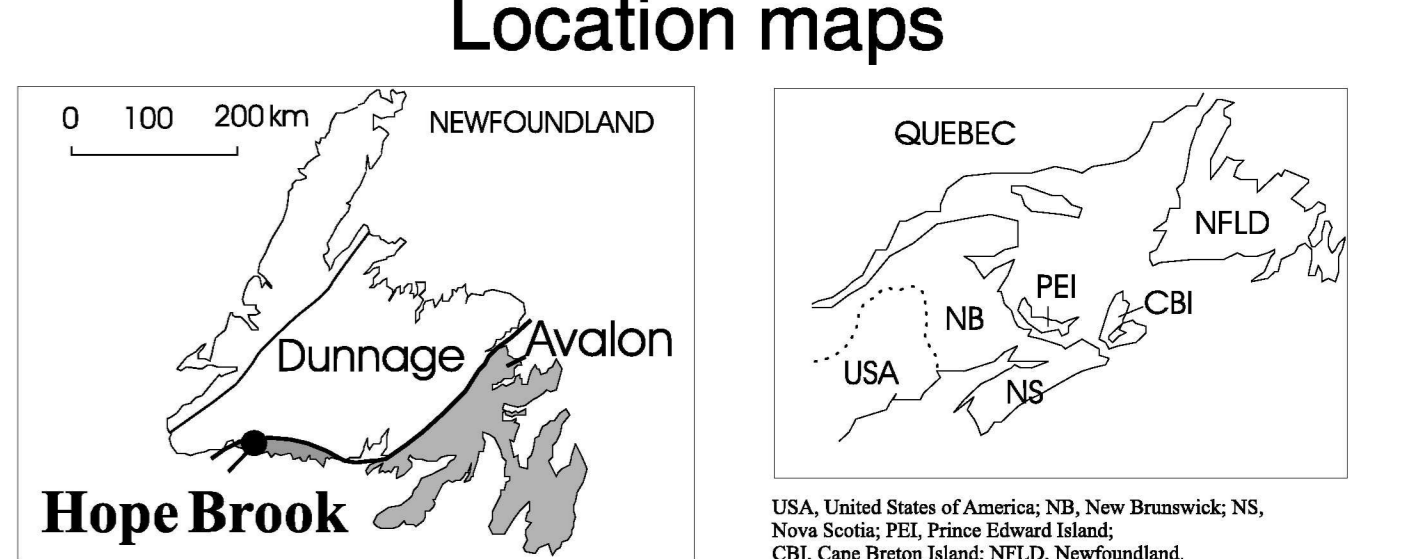 Location maps
0 100 200 km
NEWFOUNDLAND
Dunnage
Avalon
Hope Brook
QUEBEC
NFLD
PEI
CBI
NB
USA
NS
USA, United States of America; NB, New Brunswick; NS,
Nova Scotia; PEI, Prince Edward Island;
CBI, Cape Breton Island; NFLD, Newfoundland.